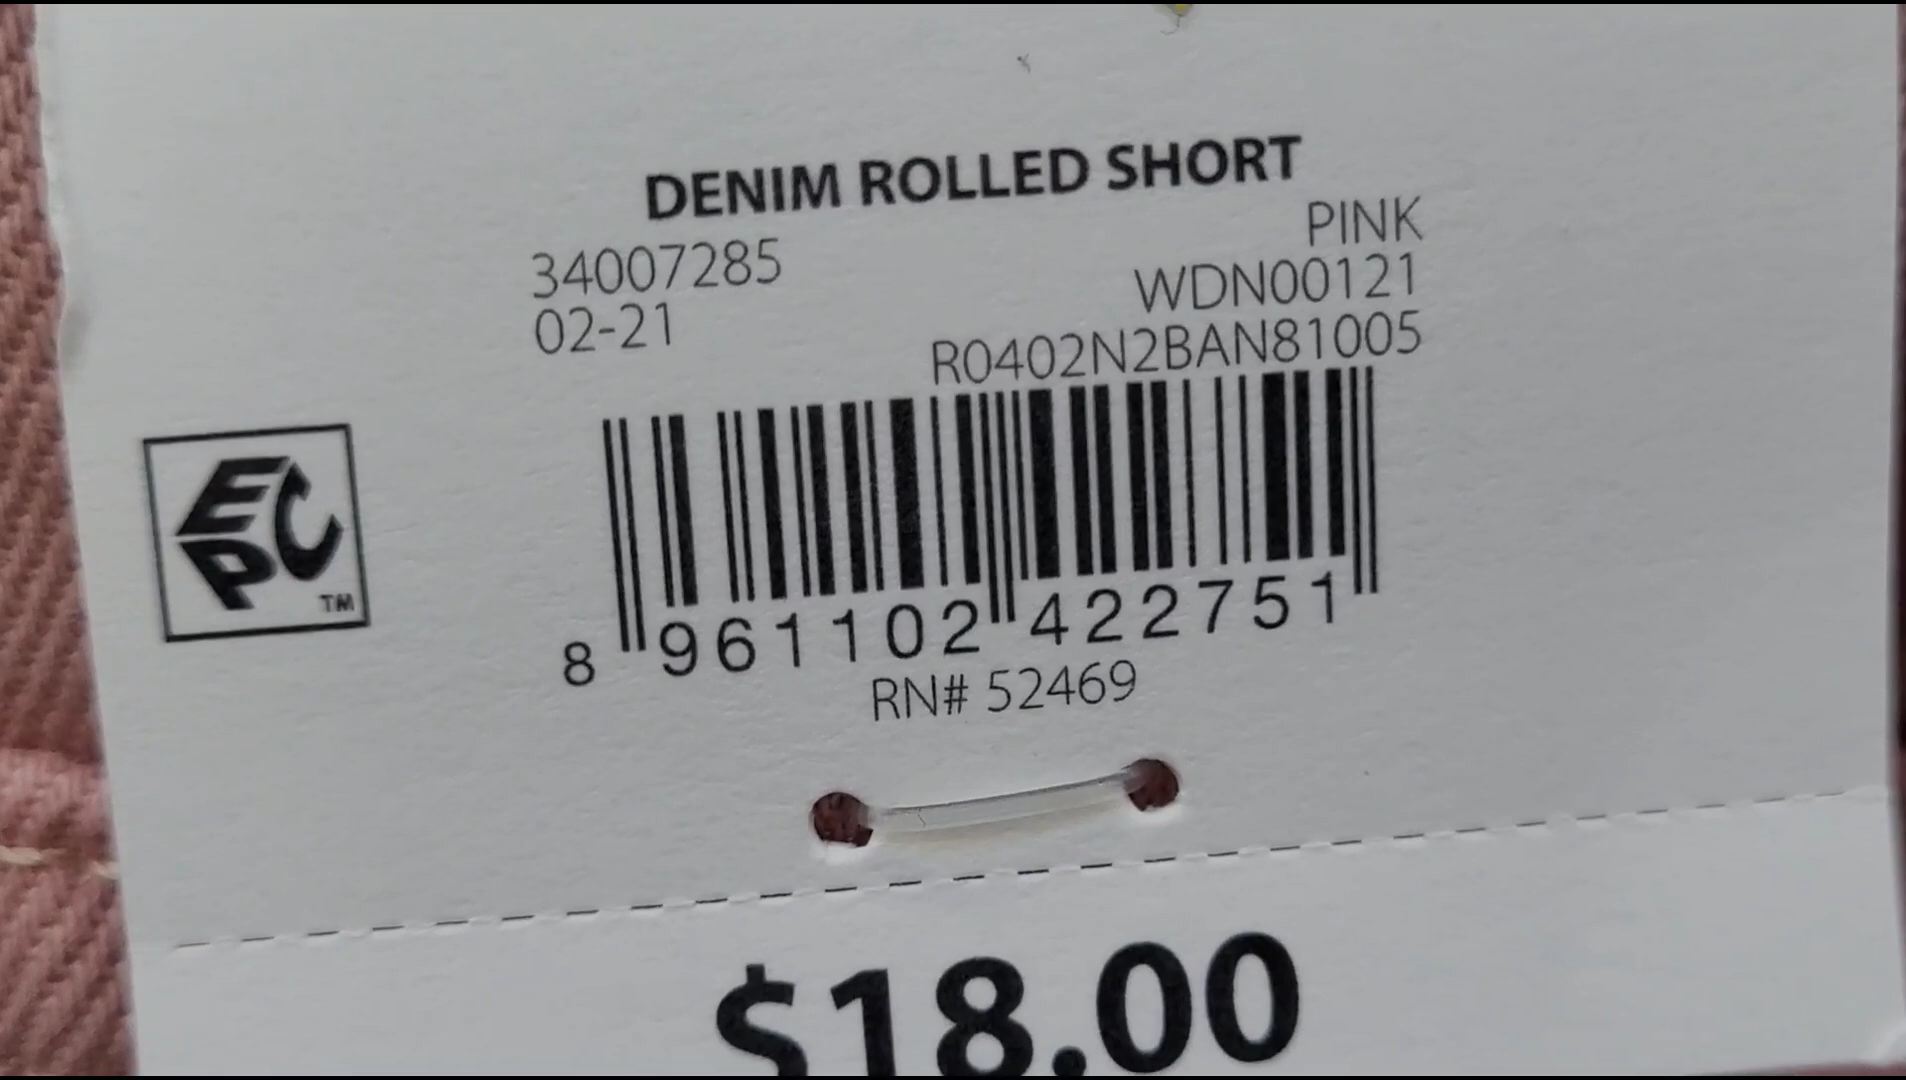 DENIM ROLLED SHORT
PINK
34007285
WDN00121
02-21
R0402N2BAN81005
EPC
TM
8 961102 422751
RN# 52469
$18.00